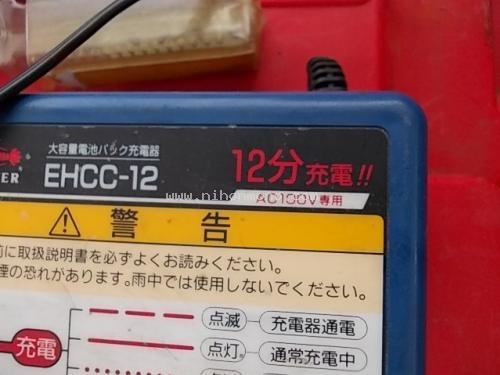 大容量電池パック充電器
EHCC-12
12分充電!!
AC100V専用
警告
前に取扱説明書を必ずよくお読みください。
の恐れがあります。雨中では使用しないでください。
充電
点滅 充電器通電
点灯 通常充電中